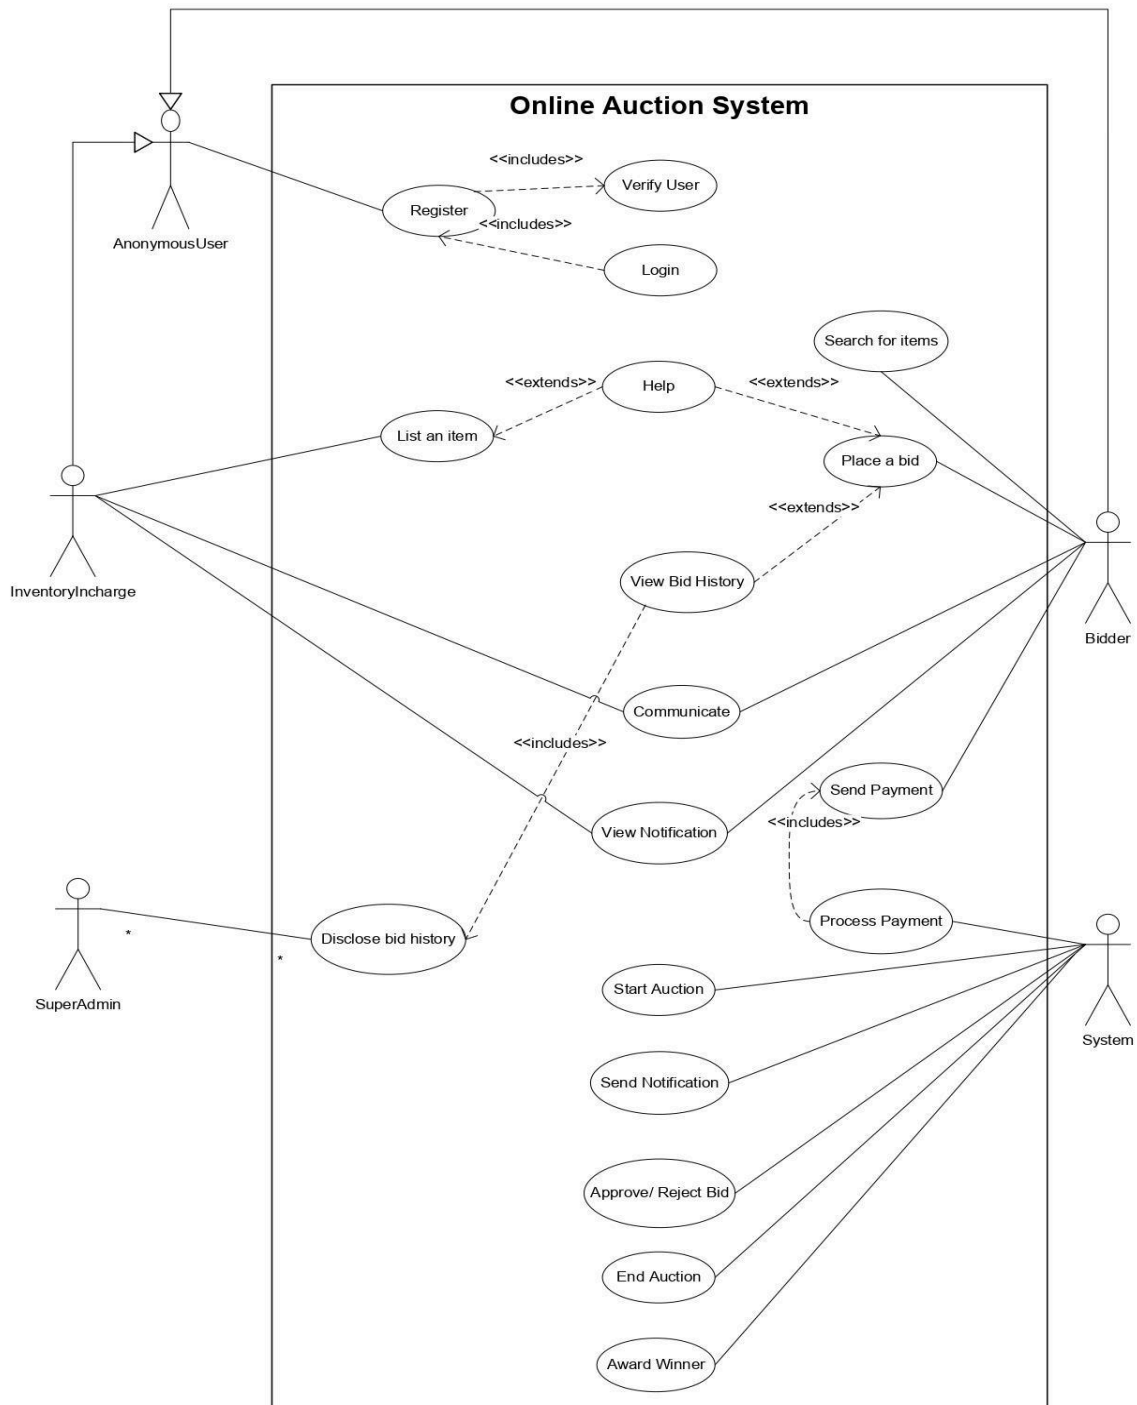 Online Auction System
<<includes>>
Verify User
Register
<<includes>>
AnonymousUser
Login
Search for items
<<extends>>
Help
<<extends>>
List an item
Place a bid
<<extends>>
View Bid History
InventoryIncharge
Bidder
Communicate
<<includes>>
Send Payment
<<includes>>
View Notification
Process Payment
*
Disclose bid history
*
SuperAdmin
Start Auction
System
Send Notification
Approve/ Reject Bid
End Auction
Award Winner